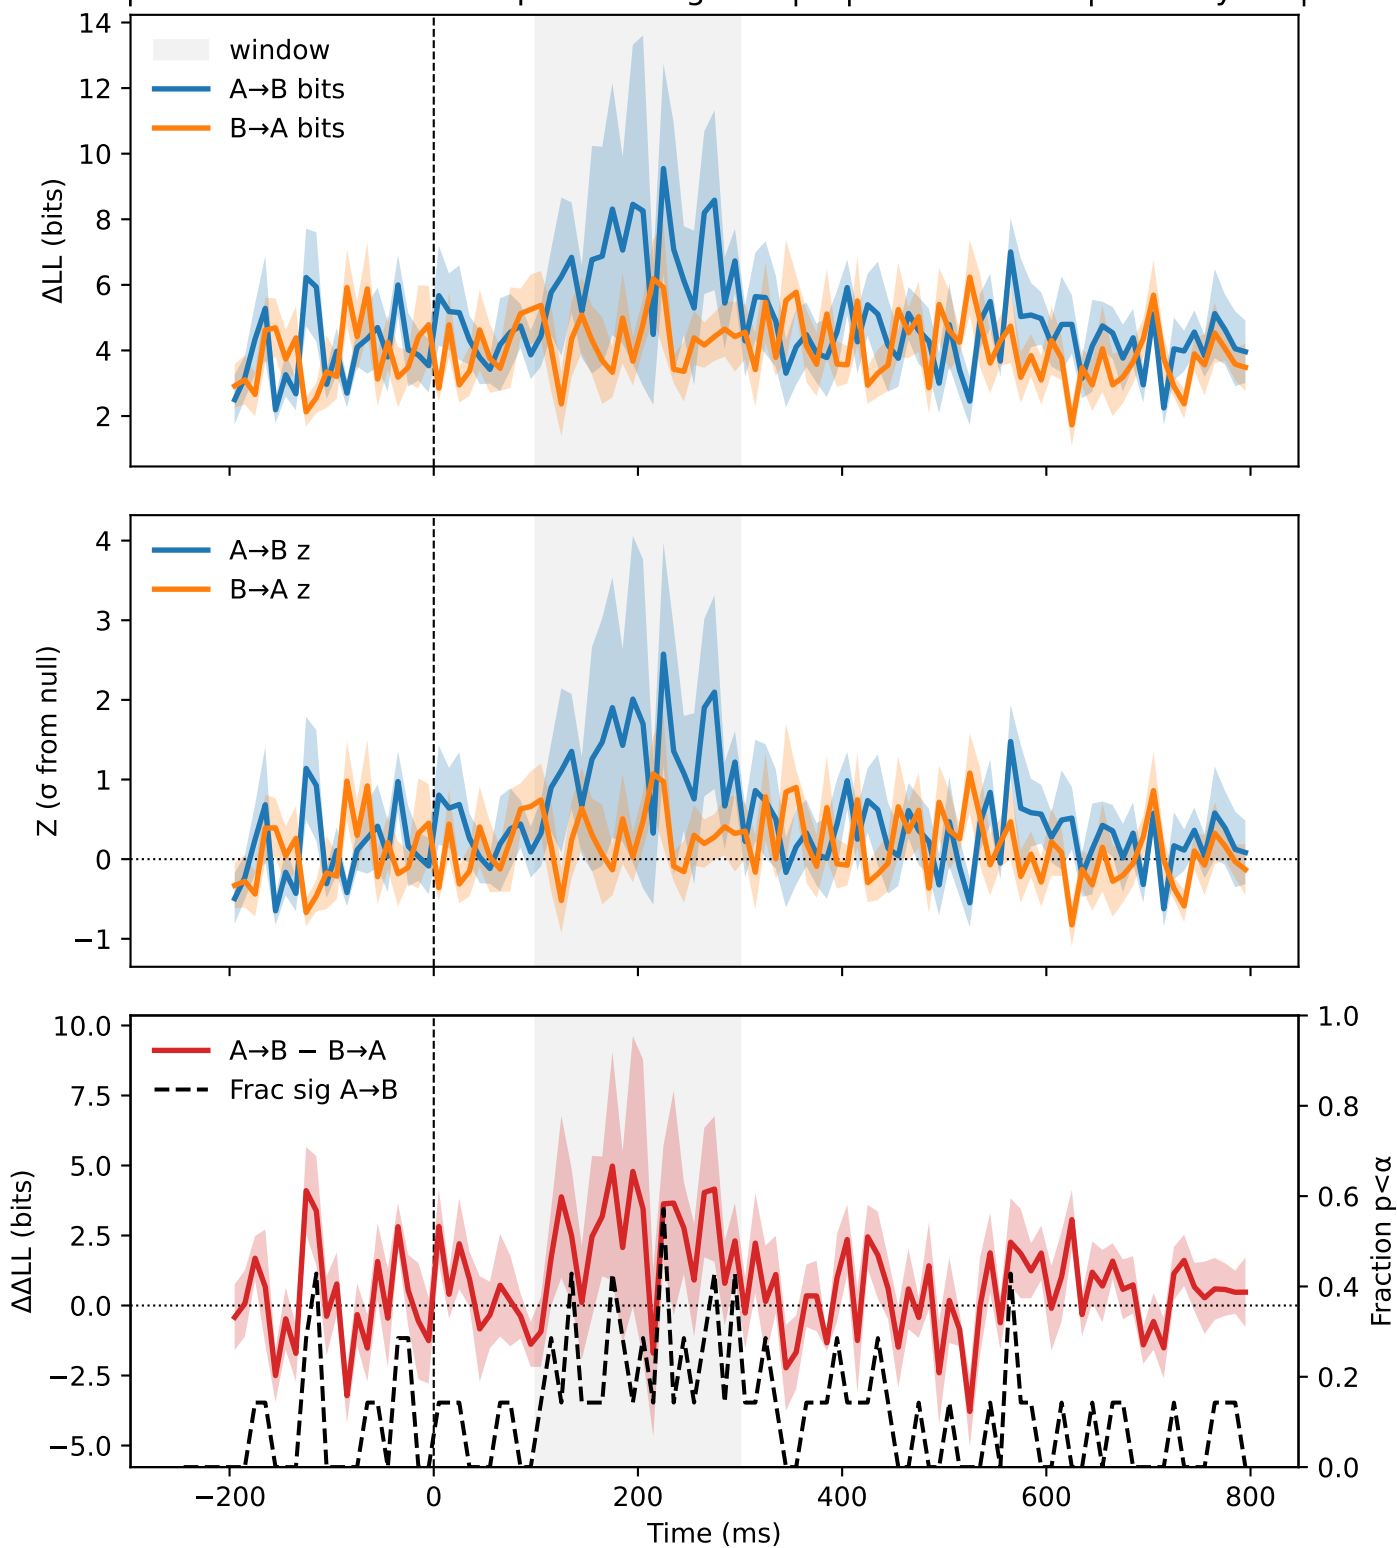 14
12
10
8
6
4
2
ΔLL (bits)
window
A→B bits
B→A bits
4
3
2
1
0
−1
Z (σ from null)
A→B z
B→A z
10.0
7.5
5.0
2.5
0.0
−2.5
−5.0
ΔΔLL (bits)
A→B − B→A
Frac sig A→B
1.0
0.8
0.6
0.4
0.2
0.0
Fraction p<α
−200
0
200
400
600
800
Time (ms)